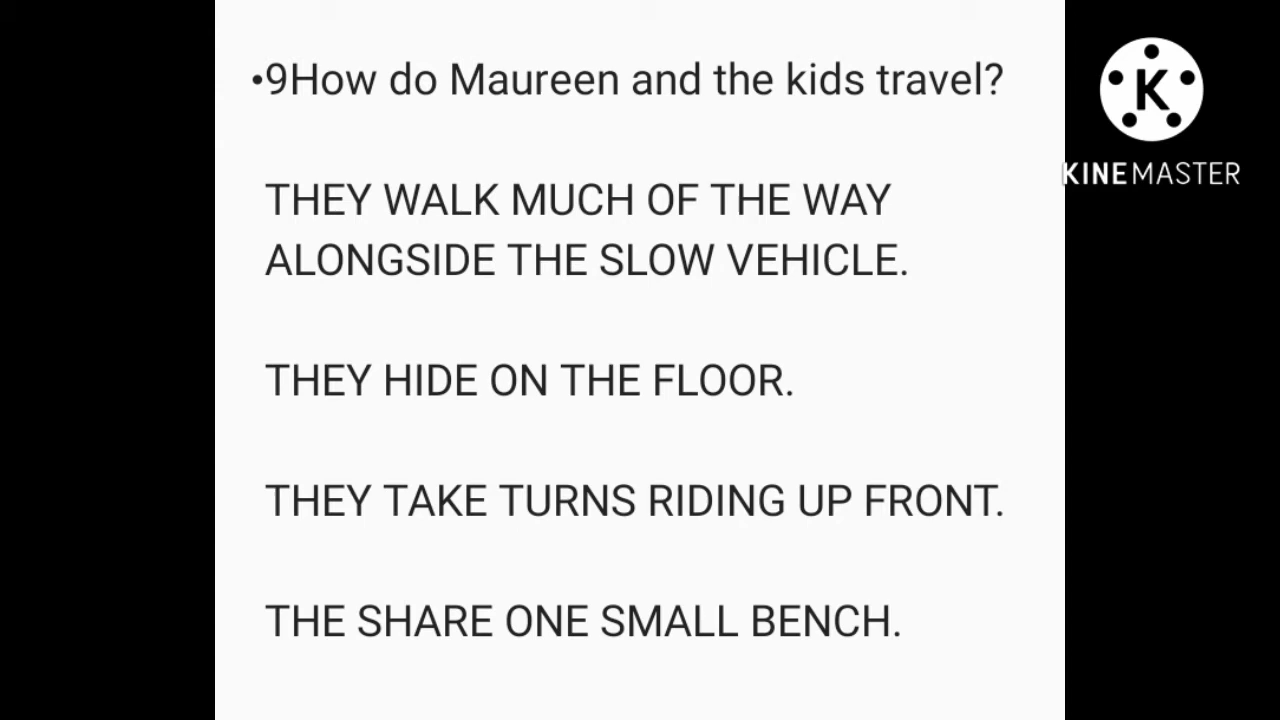 •9How do Maureen and the kids travel?
THEY WALK MUCH OF THE WAY
ALONGSIDE THE SLOW VEHICLE.
THEY HIDE ON THE FLOOR.
THEY TAKE TURNS RIDING UP FRONT.
THE SHARE ONE SMALL BENCH.
K
KINEMASTER